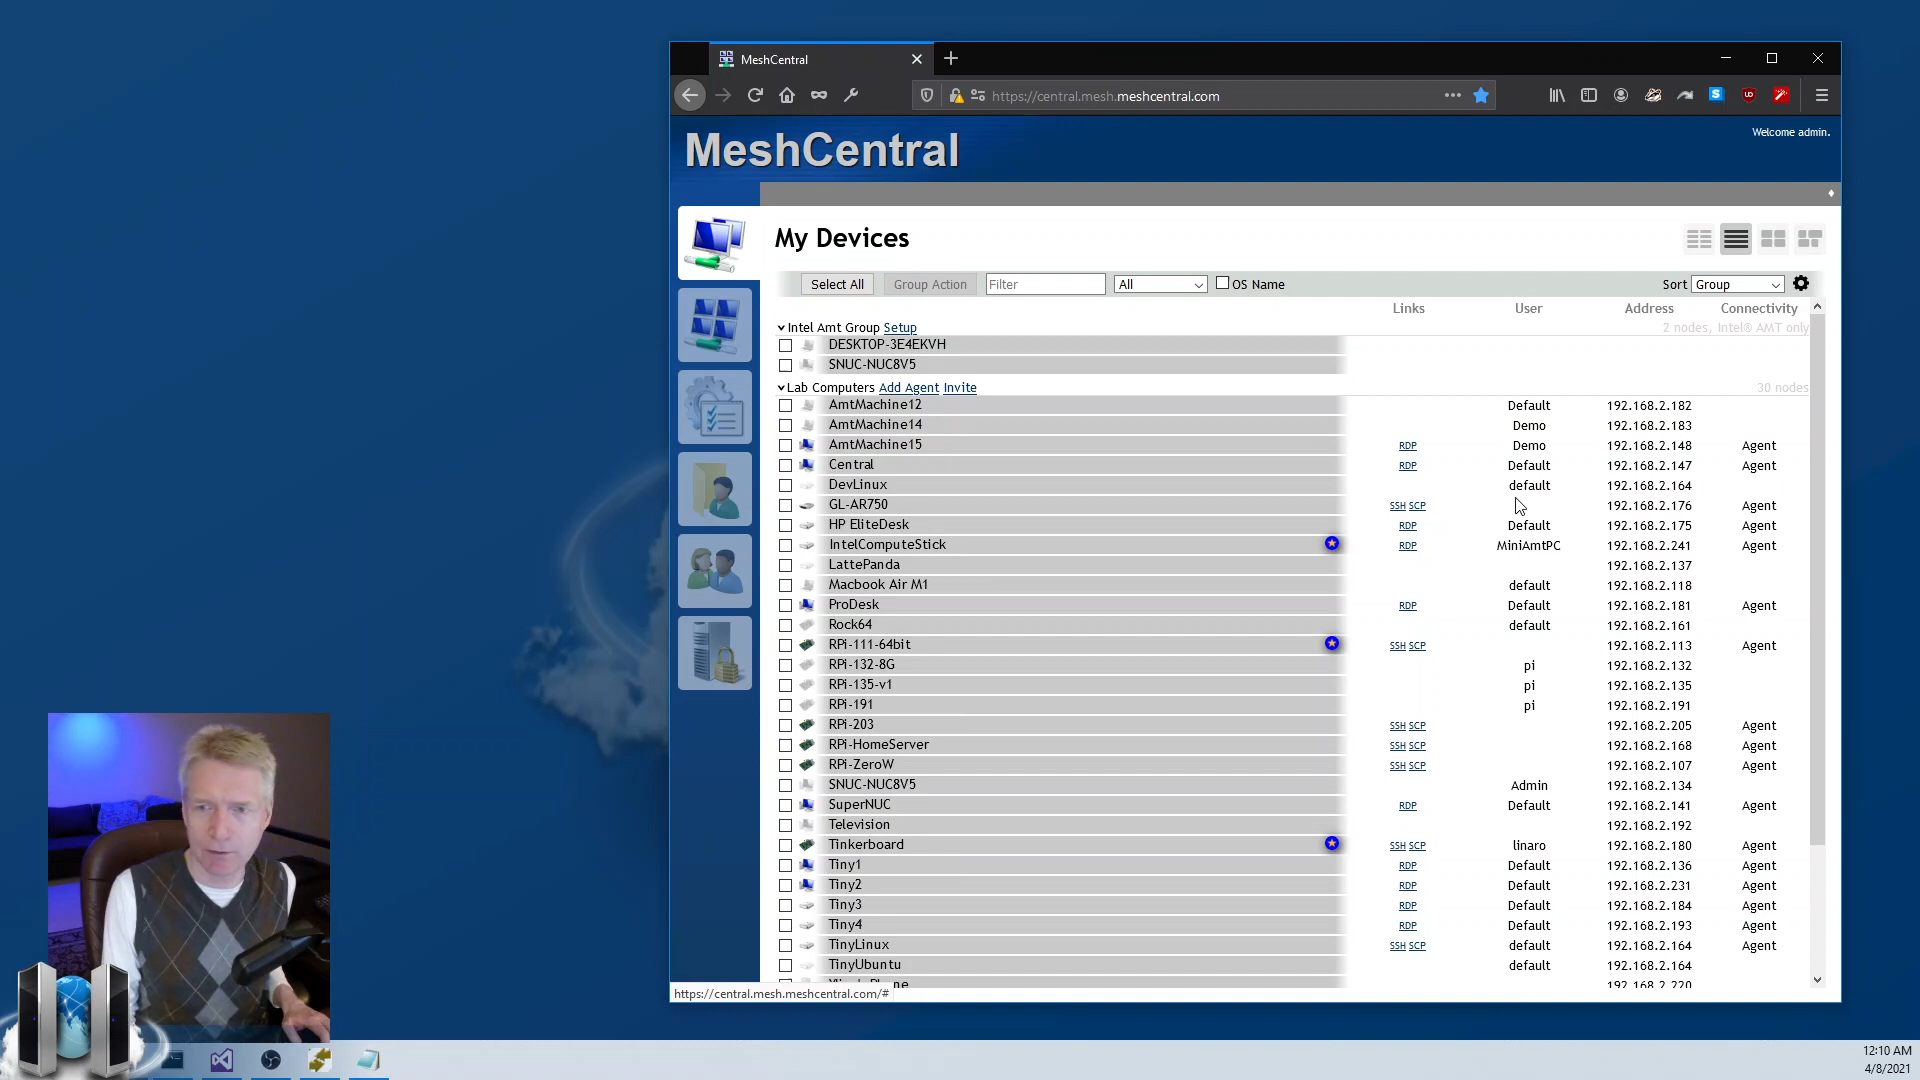 MeshCentral
https://central.mesh.meshcentral.com
MeshCentral
Welcome admin.
My Devices
Select All Group Action Filter All OS Name Sort Group
Links User Address Connectivity
Intel Amt Group Setup 2 nodes, Intel® AMT only
DESKTOP-3E4EKVH
SNUC-NUC8V5
Lab Computers Add Agent Invite 30 nodes
AmtMachine12 Default 192.168.2.182
AmtMachine14 Demo 192.168.2.183
AmtMachine15 RDP Demo 192.168.2.148 Agent
Central RDP Default 192.168.2.147 Agent
DevLinux default 192.168.2.164
GL-AR750 SSH SCP 192.168.2.176 Agent
HP EliteDesk RDP Default 192.168.2.175 Agent
IntelComputeStick RDP MiniAmtPC 192.168.2.241 Agent
LattePanda 192.168.2.137
Macbook Air M1 default 192.168.2.118
ProDesk RDP Default 192.168.2.181 Agent
Rock64 default 192.168.2.161
RPi-111-64bit SSH SCP 192.168.2.113 Agent
RPi-132-8G pi 192.168.2.132
RPi-135-v1 pi 192.168.2.135
RPi-191 pi 192.168.2.191
RPi-203 SSH SCP 192.168.2.205 Agent
RPi-HomeServer SSH SCP 192.168.2.168 Agent
RPi-ZeroW SSH SCP 192.168.2.107 Agent
SNUC-NUC8V5 Admin 192.168.2.134
SuperNUC RDP Default 192.168.2.141 Agent
Television 192.168.2.192
Tinkerboard SSH SCP linaro 192.168.2.180 Agent
Tiny1 RDP Default 192.168.2.136 Agent
Tiny2 RDP Default 192.168.2.231 Agent
Tiny3 RDP Default 192.168.2.184 Agent
Tiny4 RDP Default 192.168.2.193 Agent
TinyLinux SSH SCP default 192.168.2.164 Agent
TinyUbuntu default 192.168.2.164
192.168.2.220
https://central.mesh.meshcentral.com/#
12:10 AM
4/8/2021